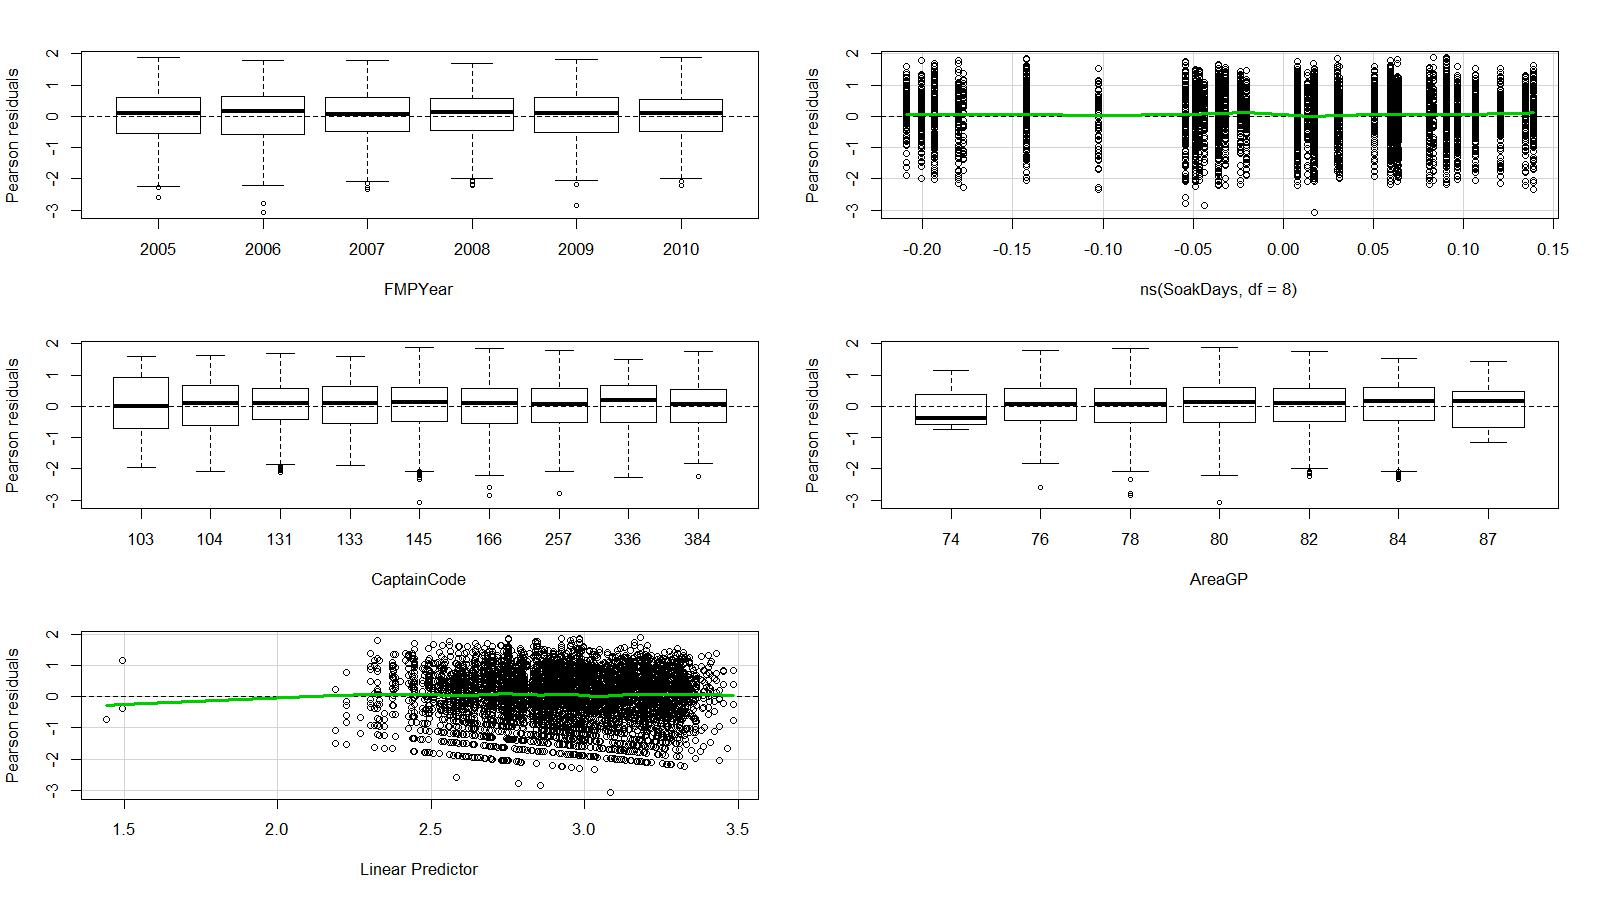 Pearson residuals
2
1
0
-1
-2
-3
2005 2006 2007 2008 2009 2010
FMPYear
Pearson residuals
2
1
0
-1
-2
-3
-0.20 -0.15 -0.10 -0.05 0.00 0.05 0.10 0.15
ns(SoakDays, df = 8)
Pearson residuals
2
1
0
-1
-2
-3
103 104 131 133 145 166 257 336 384
CaptainCode
Pearson residuals
2
1
0
-1
-2
-3
74 76 78 80 82 84 87
AreaGP
Pearson residuals
2
1
0
-1
-2
-3
1.5 2.0 2.5 3.0 3.5
Linear Predictor